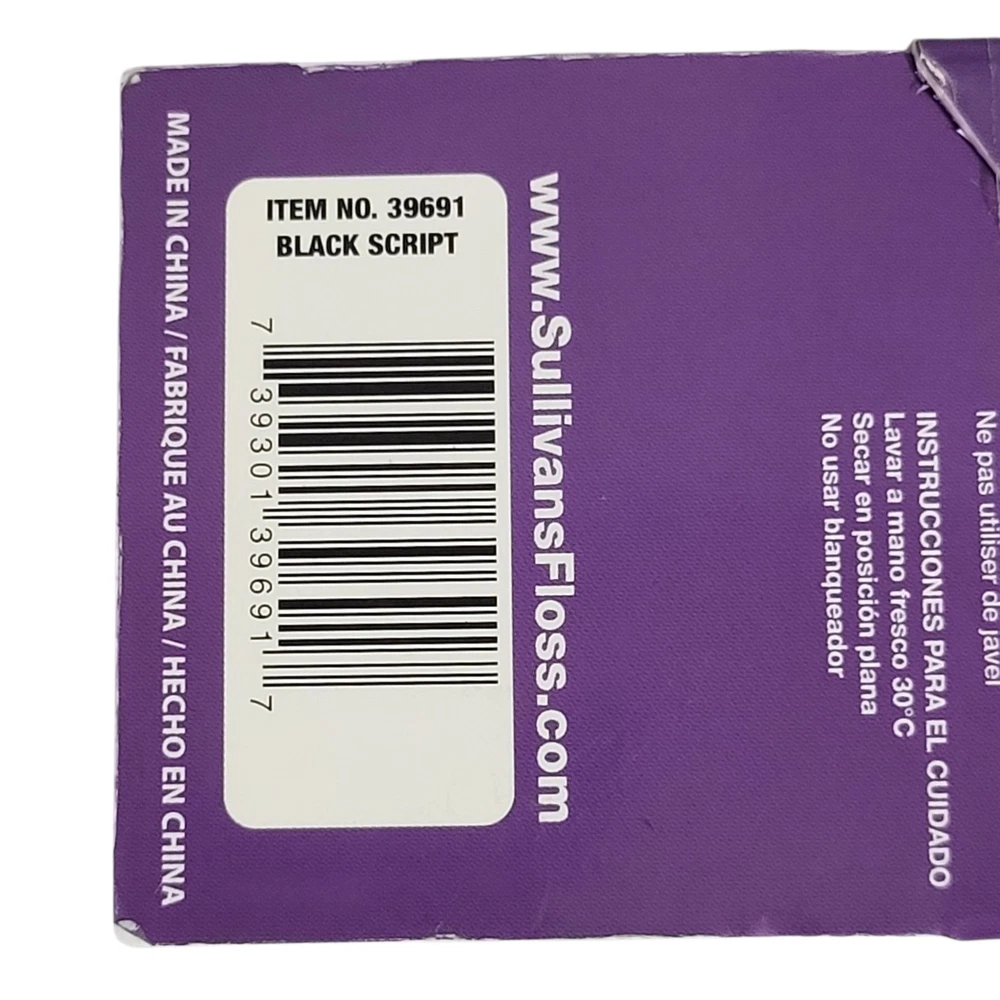 ITEM NO. 39691
BLACK SCRIPT
7 39301 39691 7
Ne pas utiliser de javel
INSTRUCCIONES PARA EL CUIDADO
Lavar a mano fresco 30°C
Secar en posición plana
No usar blanqueador
www.SullivansFloss.com
MADE IN CHINA / FABRIQUE AU CHINA / HECHO EN CHINA